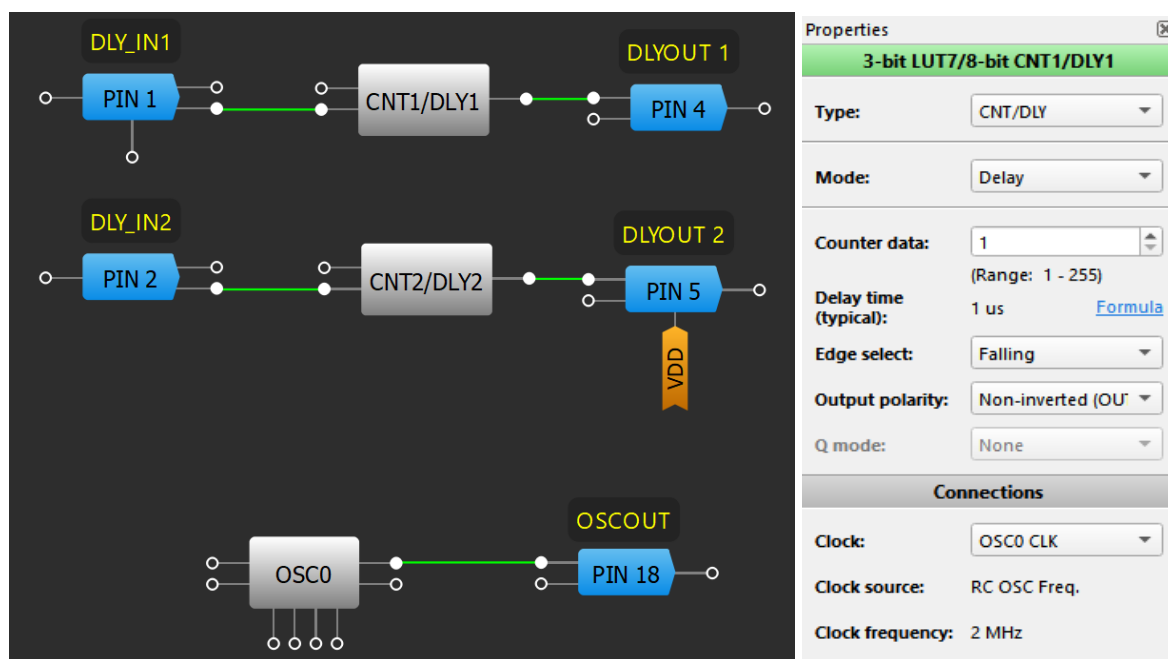 DLY_IN1
PIN 1
CNT1/DLY1
DLYOUT 1
PIN 4
DLY_IN2
PIN 2
CNT2/DLY2
DLYOUT 2
PIN 5
VDD
OSC0
OSCOUT
PIN 18
Properties
3-bit LUT7/8-bit CNT1/DLY1
Type: CNT/DLY
Mode: Delay
Counter data: 1
(Range: 1 - 255)
Delay time
(typical): 1 us Formula
Edge select: Falling
Output polarity: Non-inverted (OUT
Q mode: None
Connections
Clock: OSC0 CLK
Clock source: RC OSC Freq.
Clock frequency: 2 MHz